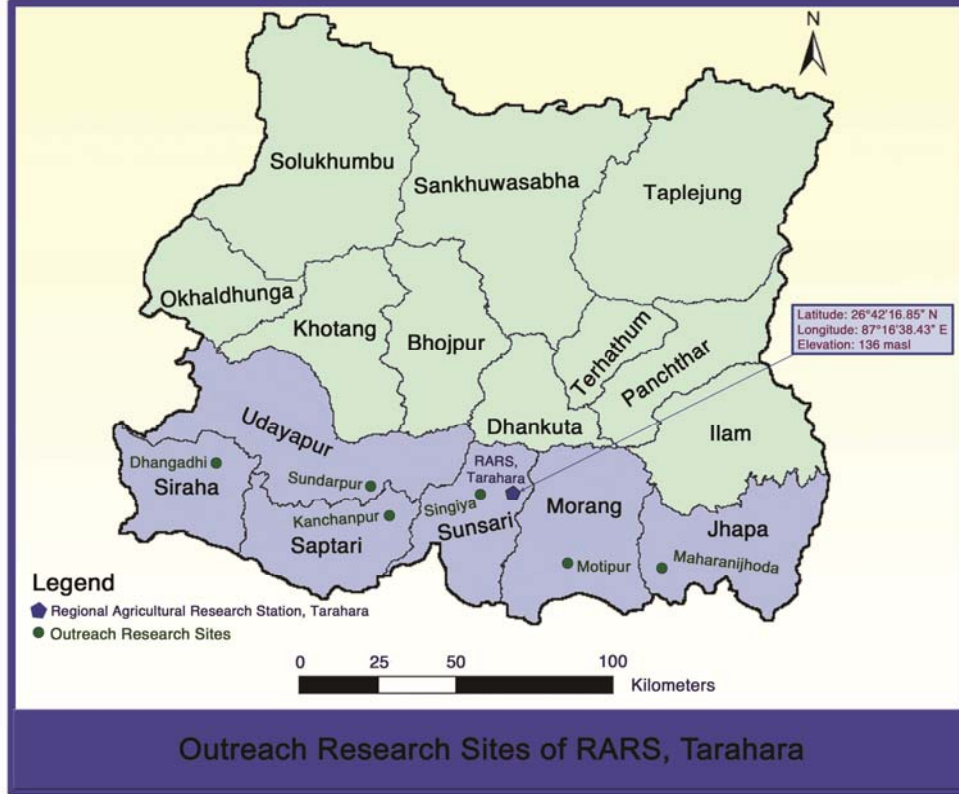 N
Solukhumbu
Sankhuwasabha
Taplejung
Okhaldhunga
Khotang
Bhojpur
Terhathum
Panchthar
Latitude: 26°42'16.85" N
Longitude: 87°16'38.43" E
Elevation: 136 masl
Dhankuta
Ilam
Udayapur
Dhangadhi
Siraha
Sundarpur
Kanchanpur
Saptari
RARS,
Tarahara
Singiya
Sunsari
Morang
Motipur
Jhapa
Maharanijhoda
Legend
Regional Agricultural Research Station, Tarahara
Outreach Research Sites
0 25 50 100
Kilometers
Outreach Research Sites of RARS, Tarahara